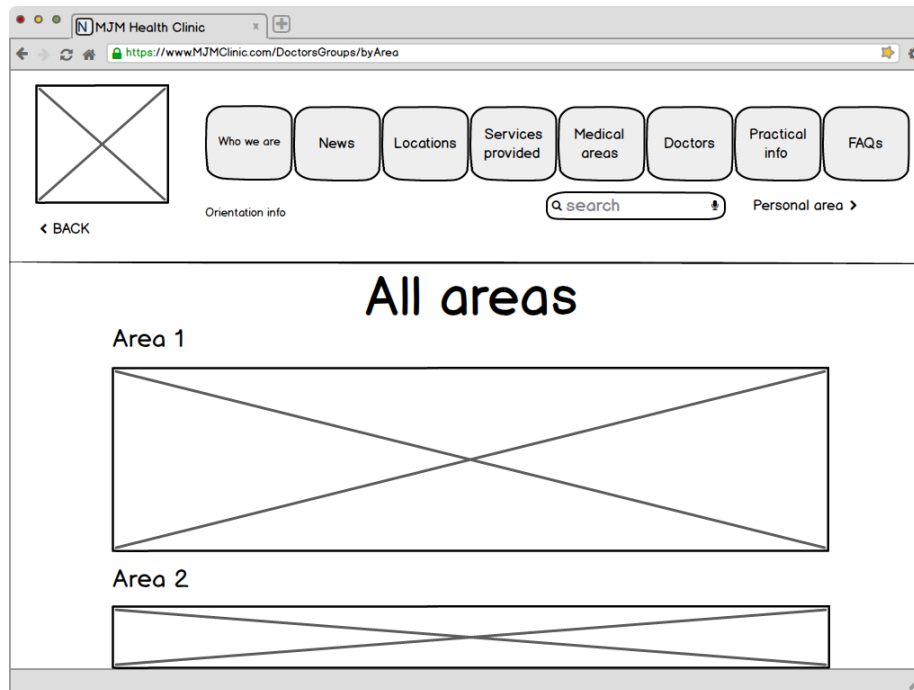 N MJM Health Clinic x
https://www.MJMClinic.com/DoctorsGroups/byArea
Who we are
News
Locations
Services
provided
Medical
areas
Doctors
Practical
info
FAQs
Orientation info
search
Personal area >
< BACK
All areas
Area 1
Area 2